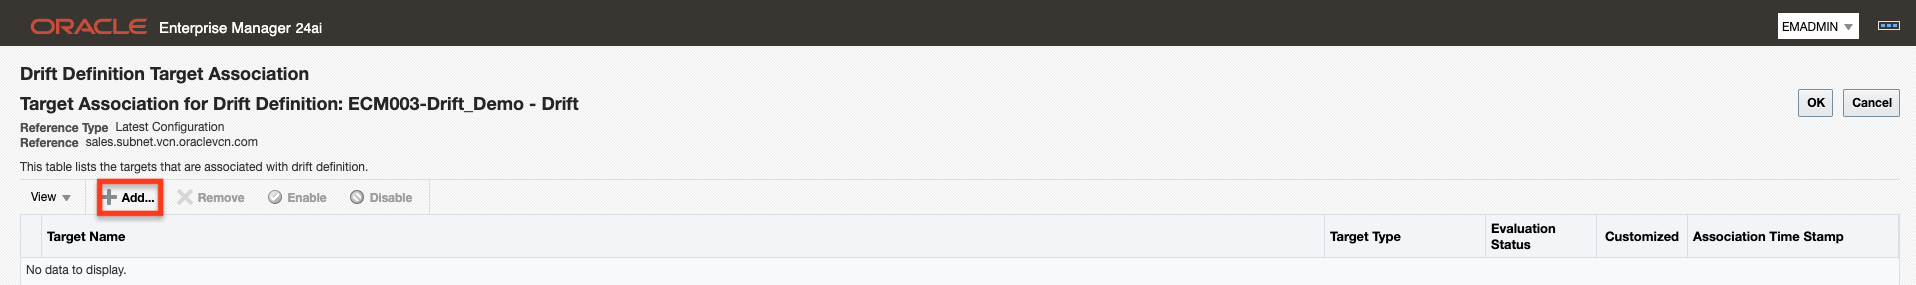 ORACLE Enterprise Manager 24ai EMADMIN
Drift Definition Target Association
Target Association for Drift Definition: ECM003-Drift_Demo - Drift OK Cancel
Reference Type Latest Configuration
Reference sales.subnet.vcn.oraclevcn.com
This table lists the targets that are associated with drift definition.
View Add... Remove Enable Disable
Target Name Target Type Evaluation Status Customized Association Time Stamp
No data to display.